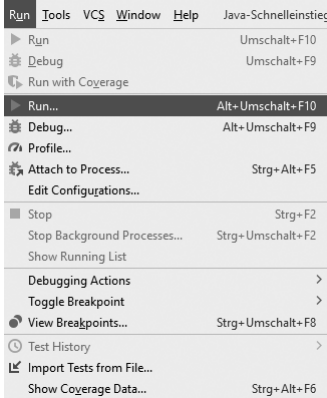 Run Tools VCS Window Help Java-Schnelleinstieg
Run Umschalt+F10
Debug Umschalt+F9
Run with Coverage
Run... Alt+Umschalt+F10
Debug... Alt+Umschalt+F9
Profile...
Attach to Process... Strg+Alt+F5
Edit Configurations...
Stop Strg+F2
Stop Background Processes... Strg+Umschalt+F2
Show Running List
Debugging Actions
Toggle Breakpoint
View Breakpoints... Strg+Umschalt+F8
Test History
Import Tests from File...
Show Coverage Data... Strg+Alt+F6